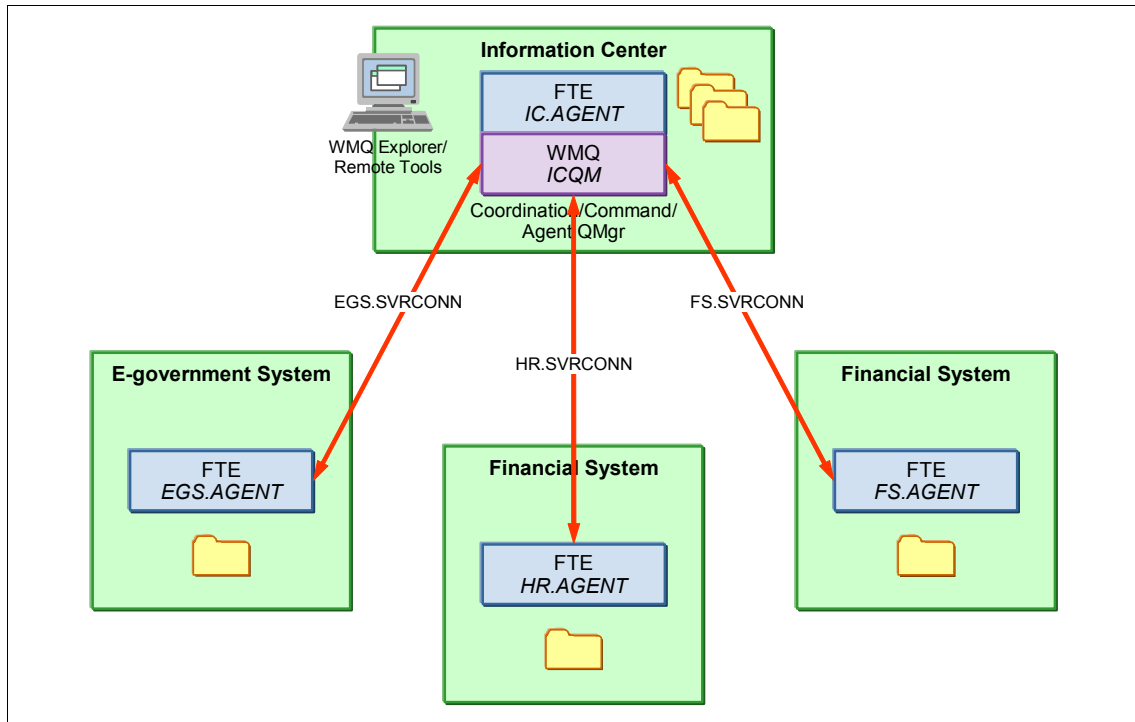 Information Center
FTE
IC.AGENT
WMQ Explorer/
Remote Tools
WMQ
ICQM
Coordination/Command/
Agent QMgr
EGS.SVRCONN
FS.SVRCONN
HR.SVRCONN
E-government System
FTE
EGS.AGENT
Financial System
FTE
HR.AGENT
Financial System
FTE
FS.AGENT